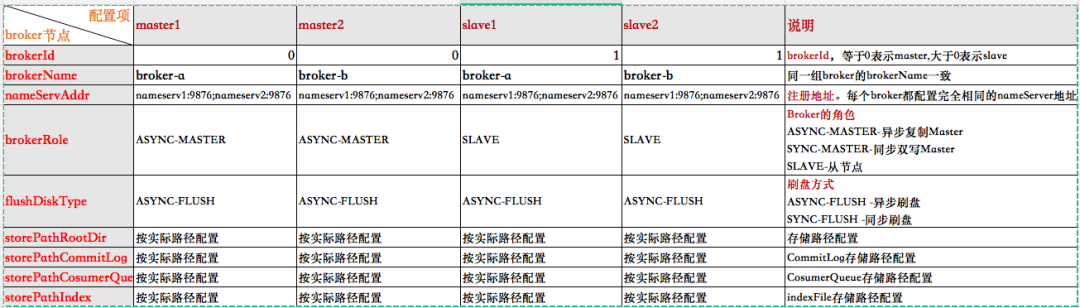 配置项
broker节点
master1 master2 slave1 slave2 说明
brokerId 0 0 1 1 brokerId，等于0表示master,大于0表示slave
brokerName broker-a broker-b broker-a broker-b 同一组broker的brokerName一致
nameServAddr nameserv1:9876;nameserv2:9876 nameserv1:9876;nameserv2:9876 nameserv1:9876;nameserv2:9876 nameserv1:9876;nameserv2:9876 注册地址。每个broker都配置完全相同的nameServer地址
brokerRole ASYNC-MASTER ASYNC-MASTER SLAVE SLAVE Broker的角色
ASYNC-MASTER-异步复制Master
SYNC-MASTER-同步双写Master
SLAVE-从节点
flushDiskType ASYNC-FLUSH ASYNC-FLUSH ASYNC-FLUSH ASYNC-FLUSH 刷盘方式
ASYNC-FLUSH -异步刷盘
SYNC-FLUSH -同步刷盘
storePathRootDir 按实际路径配置 按实际路径配置 按实际路径配置 按实际路径配置 存储路径配置
storePathCommitLog 按实际路径配置 按实际路径配置 按实际路径配置 按实际路径配置 CommitLog存储路径配置
storePathCosumerQue 按实际路径配置 按实际路径配置 按实际路径配置 按实际路径配置 CosumerQueue存储路径配置
storePathIndex 按实际路径配置 按实际路径配置 按实际路径配置 按实际路径配置 indexFile存储路径配置